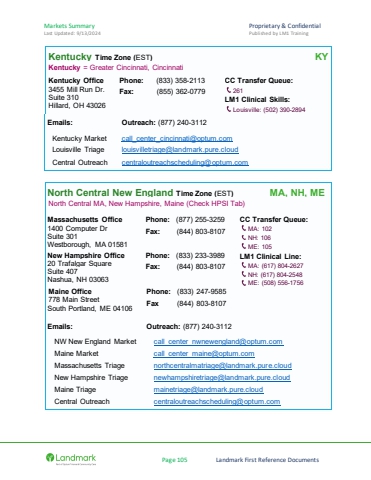 Markets Summary Proprietary & Confidential
Last Updated: 9/13/2024 Published by LM1 Training
Kentucky Time Zone (EST) KY
Kentucky = Greater Cincinnati, Cincinnati
Kentucky Office Phone: (833) 358-2113 CC Transfer Queue:
3455 Mill Run Dr. Fax: (855) 362-0779 261
Suite 310 LM1 Clinical Skills:
Hillard, OH 43026 Louisville: (502) 390-2894
Emails: Outreach: (877) 240-3112
Kentucky Market call_center_cincinnati@optum.com
Louisville Triage louisvilletriage@landmark.pure.cloud
Central Outreach centraloutreachscheduling@optum.com
North Central New England Time Zone (EST) MA, NH, ME
North Central MA, New Hampshire, Maine (Check HPSI Tab)
Massachusetts Office Phone: (877) 255-3259 CC Transfer Queue:
1400 Computer Dr Fax: (844) 803-8107 MA: 102
Suite 301 NH: 106
Westborough, MA 01581 ME: 105
New Hampshire Office Phone: (833) 233-3989 LM1 Clinical Line:
20 Trafalgar Square Fax: (844) 803-8107 MA: (617) 804-2627
Suite 407 NH: (617) 804-2548
Nashua, NH 03063 ME: (508) 556-1756
Maine Office Phone: (833) 247-9585
778 Main Street Fax (844) 803-8107
South Portland, ME 04106
Emails: Outreach: (877) 240-3112
NW New England Market call_center_nwnewengland@optum.com
Maine Market call_center_maine@optum.com
Massachusetts Triage northcentralmatriage@landmark.pure.cloud
New Hampshire Triage newhampshiretriage@landmark.pure.cloud
Maine Triage mainetriage@landmark.pure.cloud
Central Outreach centraloutreachscheduling@optum.com
Landmark Page 105 Landmark First Reference Documents